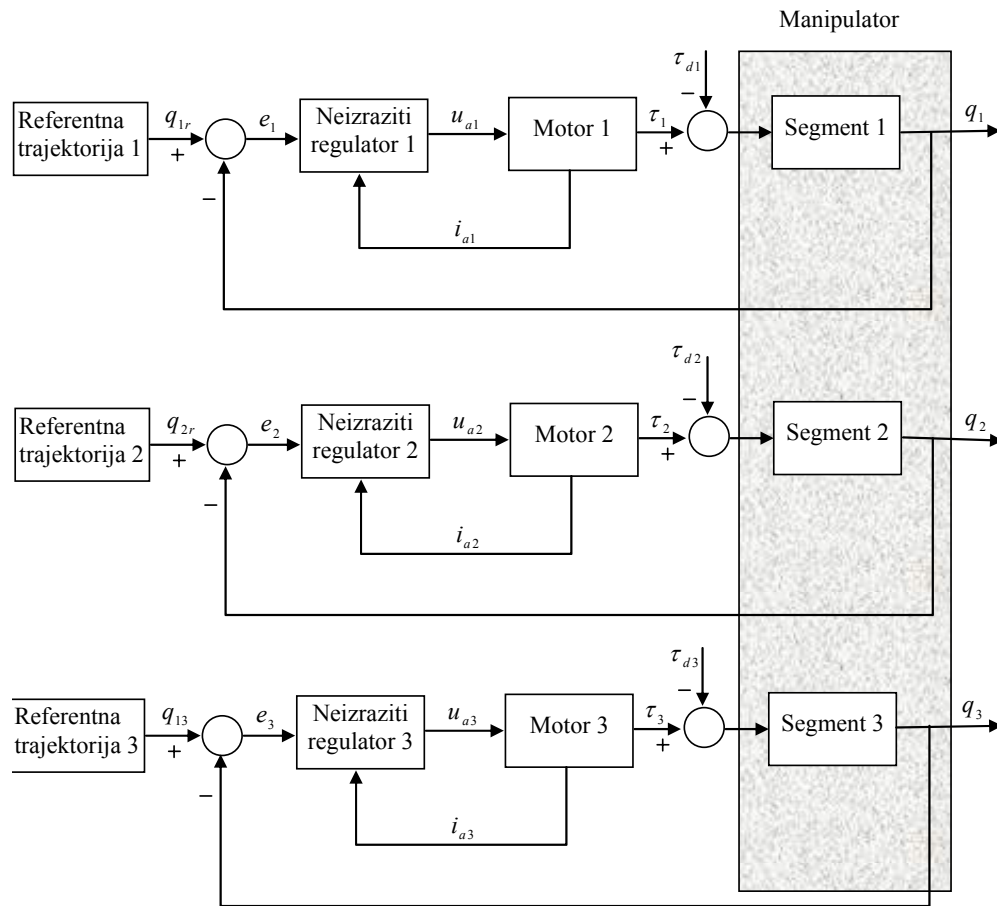 Manipulator
τd1
−
Referentna
trajektorija 1
q1r
+
−
e1
Neizraziti
regulator 1
ua1
Motor 1
τ1
+
Segment 1
q1
ia1
τd2
−
Referentna
trajektorija 2
q2r
+
−
e2
Neizraziti
regulator 2
ua2
Motor 2
τ2
+
Segment 2
q2
ia2
τd3
−
Referentna
trajektorija 3
q13
+
−
e3
Neizraziti
regulator 3
ua3
Motor 3
τ3
+
Segment 3
q3
ia3